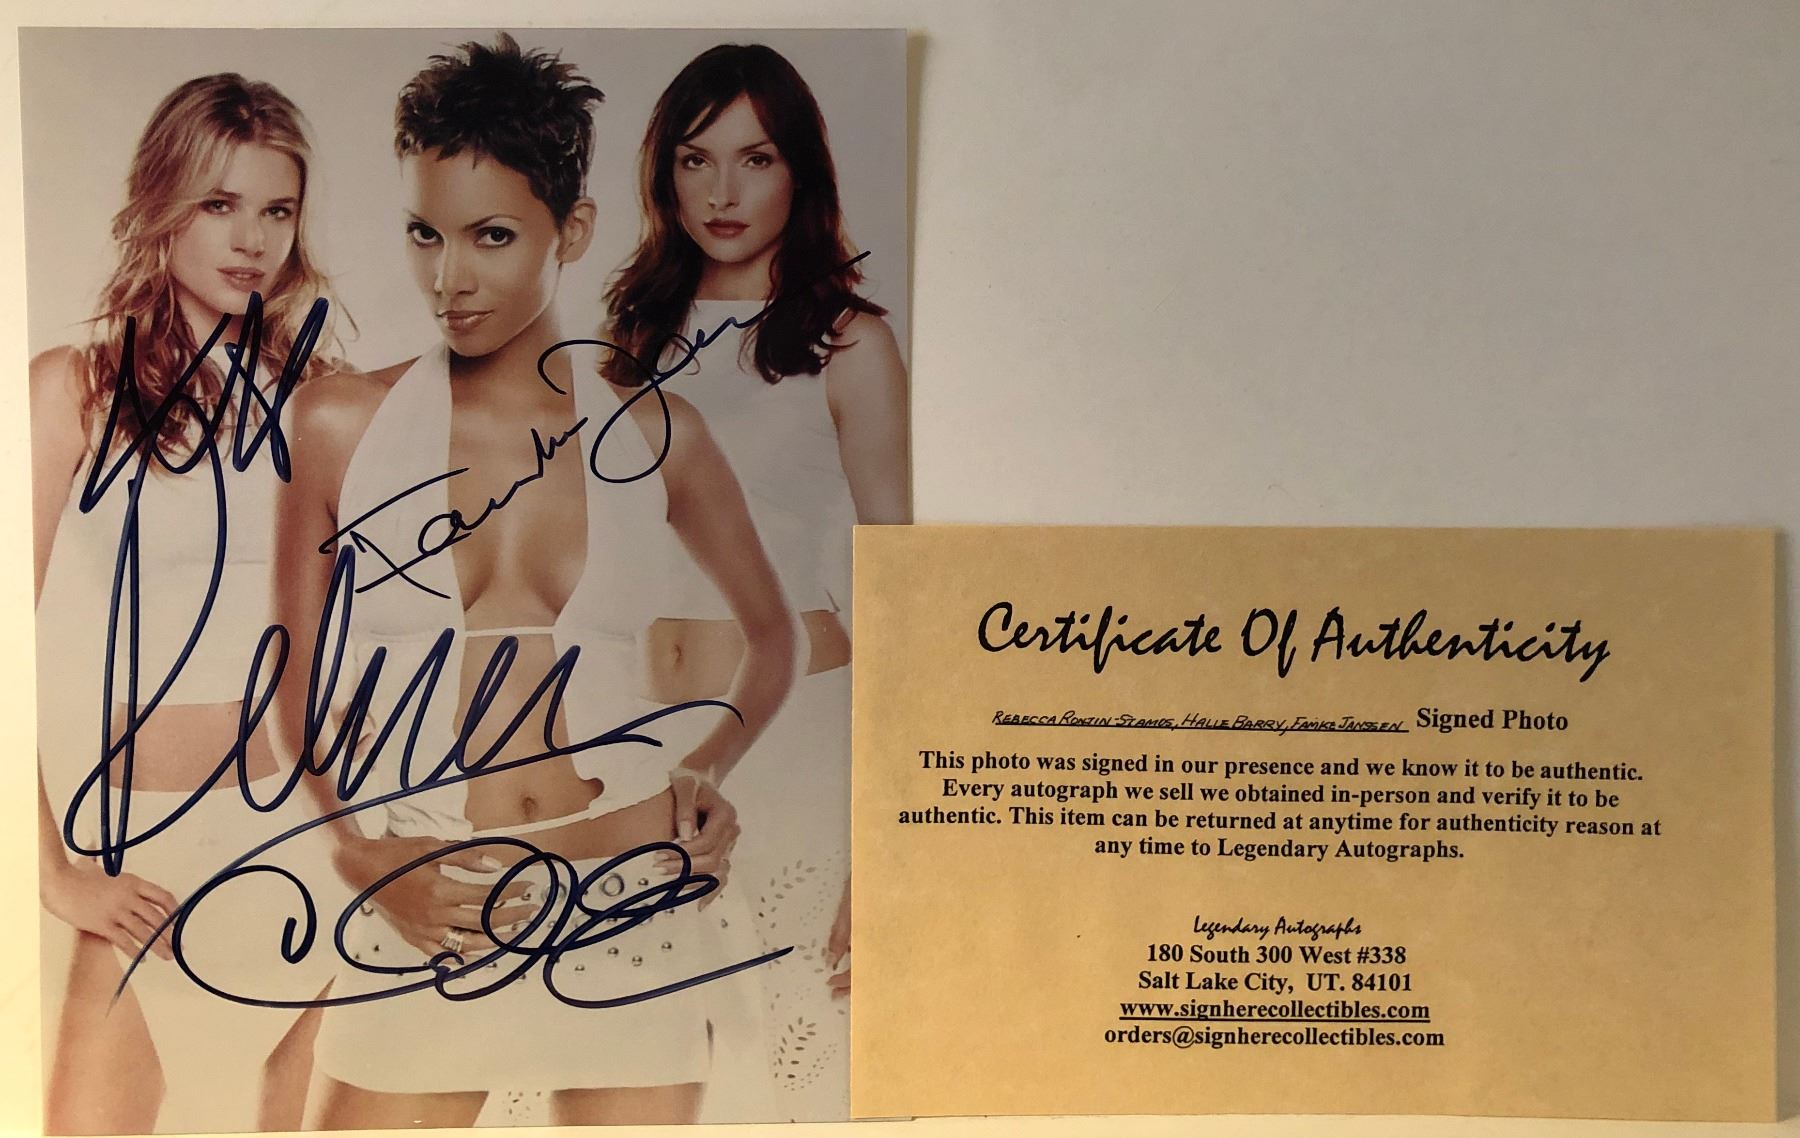 Famke Janssen
Certificate Of Authenticity
REBECCA ROMJIN-STAMOS, HALLE BARRY, FAMKE JANSSEN Signed Photo
This photo was signed in our presence and we know it to be authentic.
Every autograph we sell we obtained in-person and verify it to be
authentic. This item can be returned at anytime for authenticity reason at
any time to Legendary Autographs.
Legendary Autographs
180 South 300 West #338
Salt Lake City, UT. 84101
www.signherecollectibles.com
orders@signherecollectibles.com